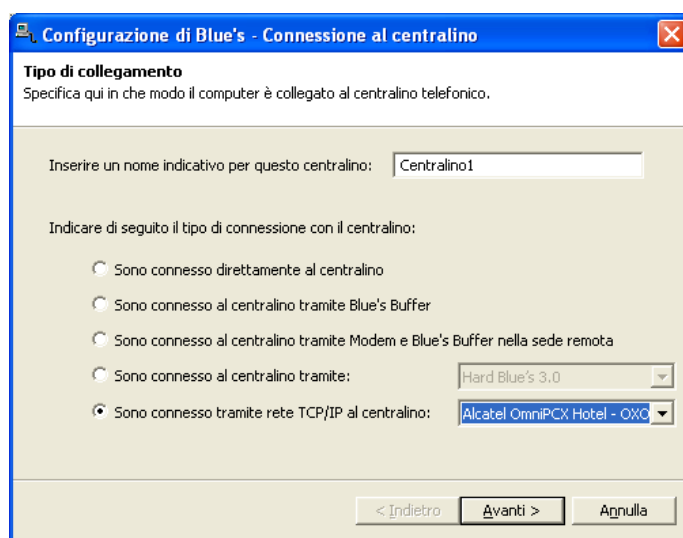 Configurazione di Blue's - Connessione al centralino
Tipo di collegamento
Specifica qui in che modo il computer è collegato al centralino telefonico.
Inserire un nome indicativo per questo centralino: Centralino1
Indicare di seguito il tipo di connessione con il centralino:
Sono connesso direttamente al centralino
Sono connesso al centralino tramite Blue's Buffer
Sono connesso al centralino tramite Modem e Blue's Buffer nella sede remota
Sono connesso al centralino tramite: Hard Blue's 3.0
Sono connesso tramite rete TCP/IP al centralino: Alcatel OmniPCX Hotel - OXO
< Indietro Avanti > Annulla